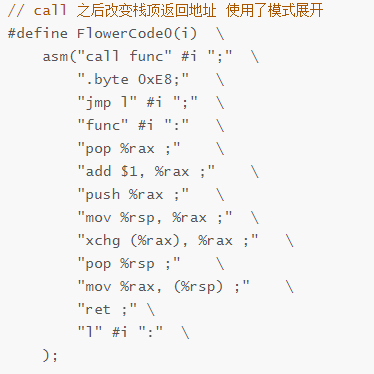 // call 之后改变栈顶返回地址 使用了模式展开
#define FlowerCode0(i)  \
    asm("call func" #i ";"  \
        ".byte 0xE8;"   \
        "jmp l" #i ";"  \
        "func" #i ":"   \
        "pop %rax ;"    \
        "add $1, %rax ;"    \
        "push %rax ;"   \
        "mov %rsp, %rax ;"  \
        "xchg (%rax), %rax ;"   \
        "pop %rsp ;"    \
        "mov %rax, (%rsp) ;"    \
        "ret ;" \
        "l" #i ":"  \
    );